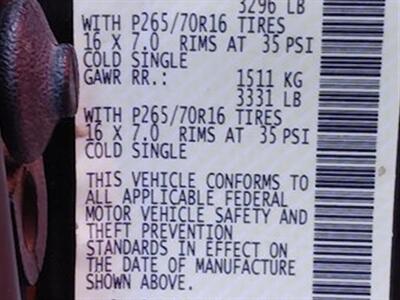 3296 LB
WITH P265/70R16 TIRES
16 X 7.0 RIMS AT 35 PSI
COLD SINGLE
GAWR RR.: 1511 KG
3331 LB
WITH P265/70R16 TIRES
16 X 7.0 RIMS AT 35 PSI
COLD SINGLE
THIS VEHICLE CONFORMS TO
ALL APPLICABLE FEDERAL
MOTOR VEHICLE SAFETY AND
THEFT PREVENTION
STANDARDS IN EFFECT ON
THE DATE OF MANUFACTURE
SHOWN ABOVE.